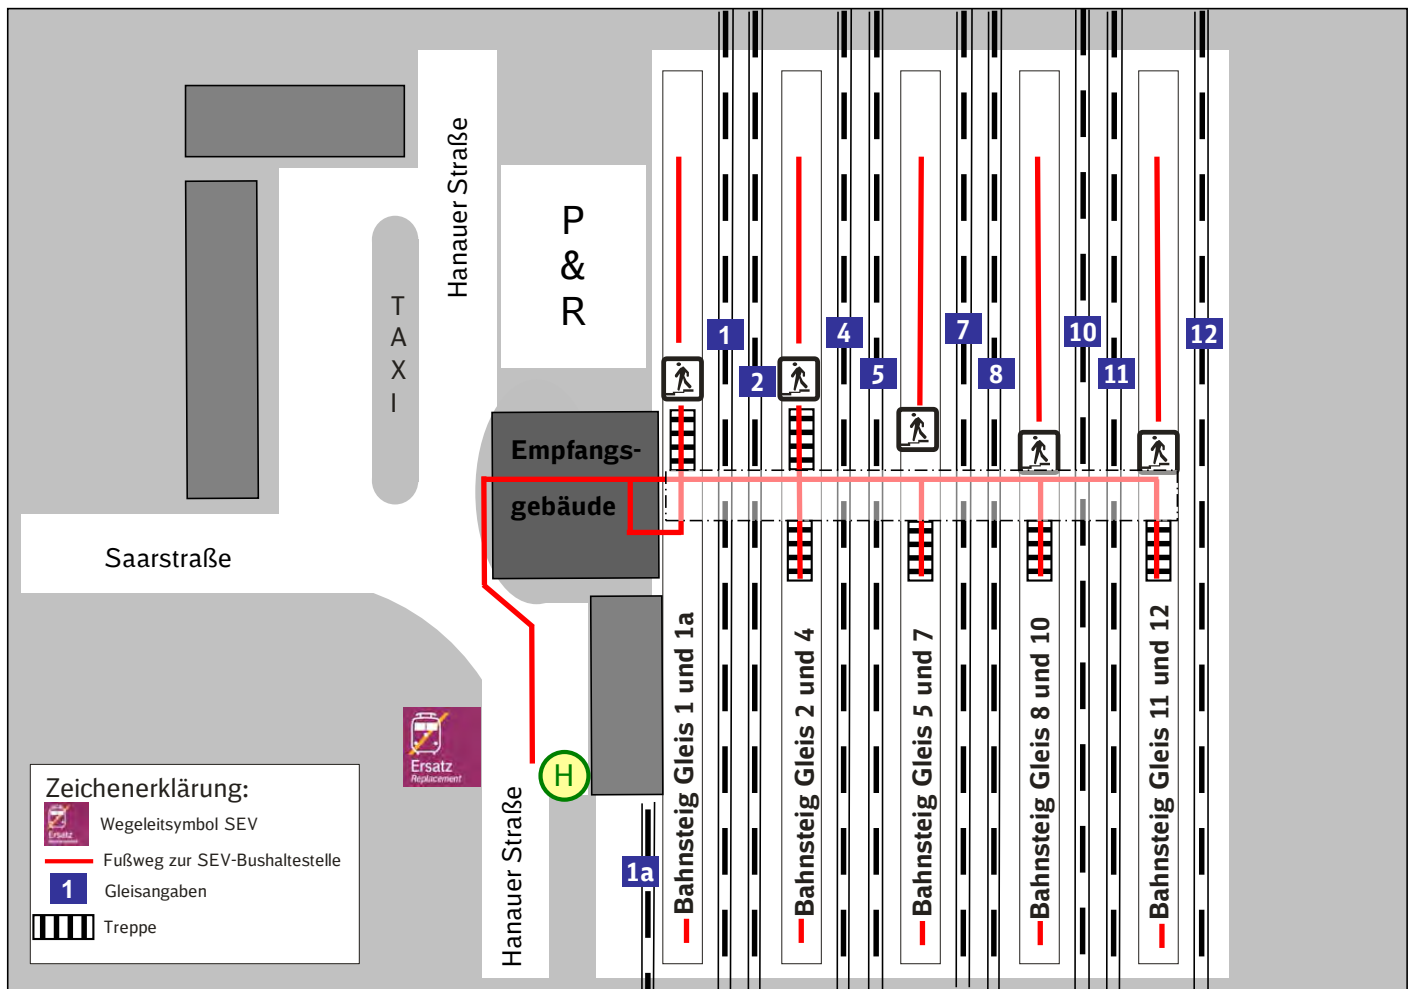 Hanauer Straße
P
&
R
T
A
X
I
1
2
4
5
7
8
10
11
12
Empfangs-
gebäude
Saarstraße
Bahnsteig Gleis 1 und 1a
Bahnsteig Gleis 2 und 4
Bahnsteig Gleis 5 und 7
Bahnsteig Gleis 8 und 10
Bahnsteig Gleis 11 und 12
Ersatz
Replacement
H
Hanauer Straße
1a
Zeichenerklärung:
Ersatz
Wegeleitsymbol SEV
Fußweg zur SEV-Bushaltestelle
1
Gleisangaben
Treppe